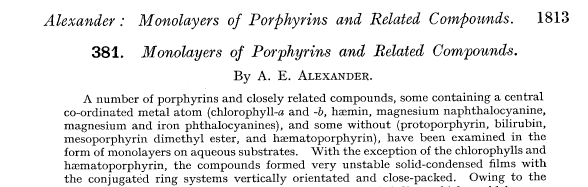 Alexander: Monolayers of Porphyrins and Related Compounds. 1813
381. Monolayers of Porphyrins and Related Compounds.
By A. E. ALEXANDER.
A number of porphyrins and closely related compounds, some containing a central
co-ordinated metal atom (chlorophyll-a and -b, hæmin, magnesium naphthalocyanine,
magnesium and iron phthalocyanines), and some without (protoporphyrin, bilirubin,
mesoporphyrin dimethyl ester, and hæmatoporphyrin), have been examined in the
form of monolayers on aqueous substrates. With the exception of the chlorophylls and
hæmatoporphyrin, the compounds formed very unstable solid-condensed films with
the conjugated ring systems vertically orientated and close-packed. Owing to the